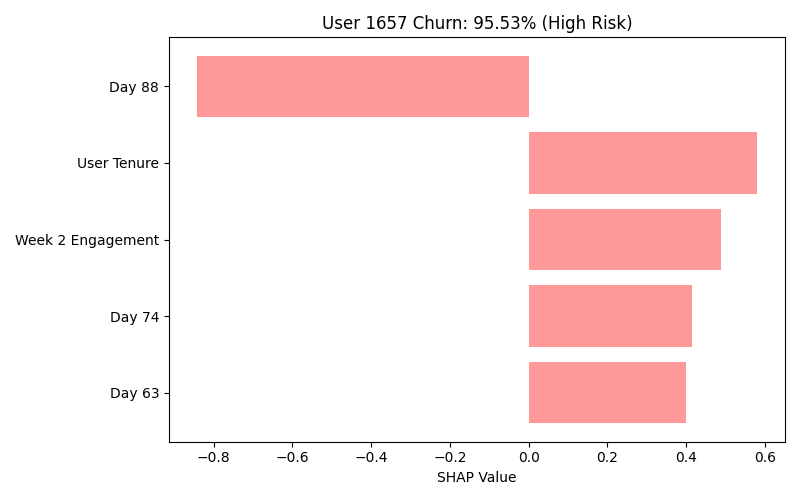 User 1657 Churn: 95.53% (High Risk)
Day 88
User Tenure
Week 2 Engagement
Day 74
Day 63
−0.8 −0.6 −0.4 −0.2 0.0 0.2 0.4 0.6
SHAP Value